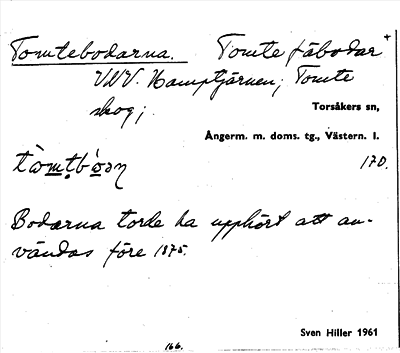 Tomtebodarna. Tomte fäbodar +
VNV. Hamptjärnen; Tomte
skog;
Torsåkers sn,
Ångerm. m. doms. tg., Västern. l.
170.
Bodarna torde ha upphört att an-
vändas före 1875.
Sven Hiller 1961
166.